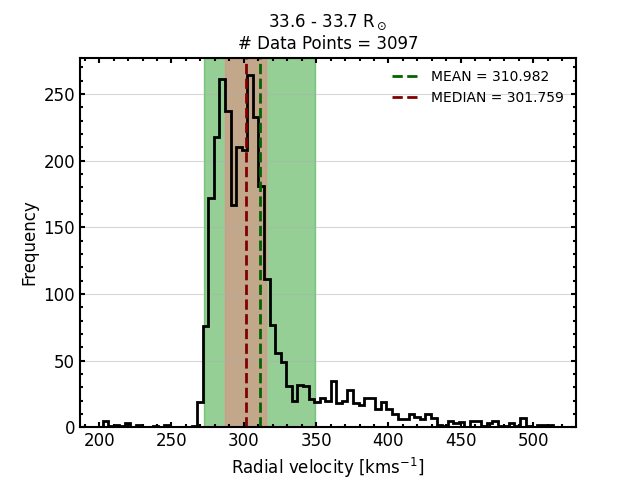 33.6 - 33.7 R⊙
# Data Points = 3097
MEAN = 310.982
MEDIAN = 301.759
Frequency
250
200
150
100
50
0
200 250 300 350 400 450 500
Radial velocity [kms⁻¹]